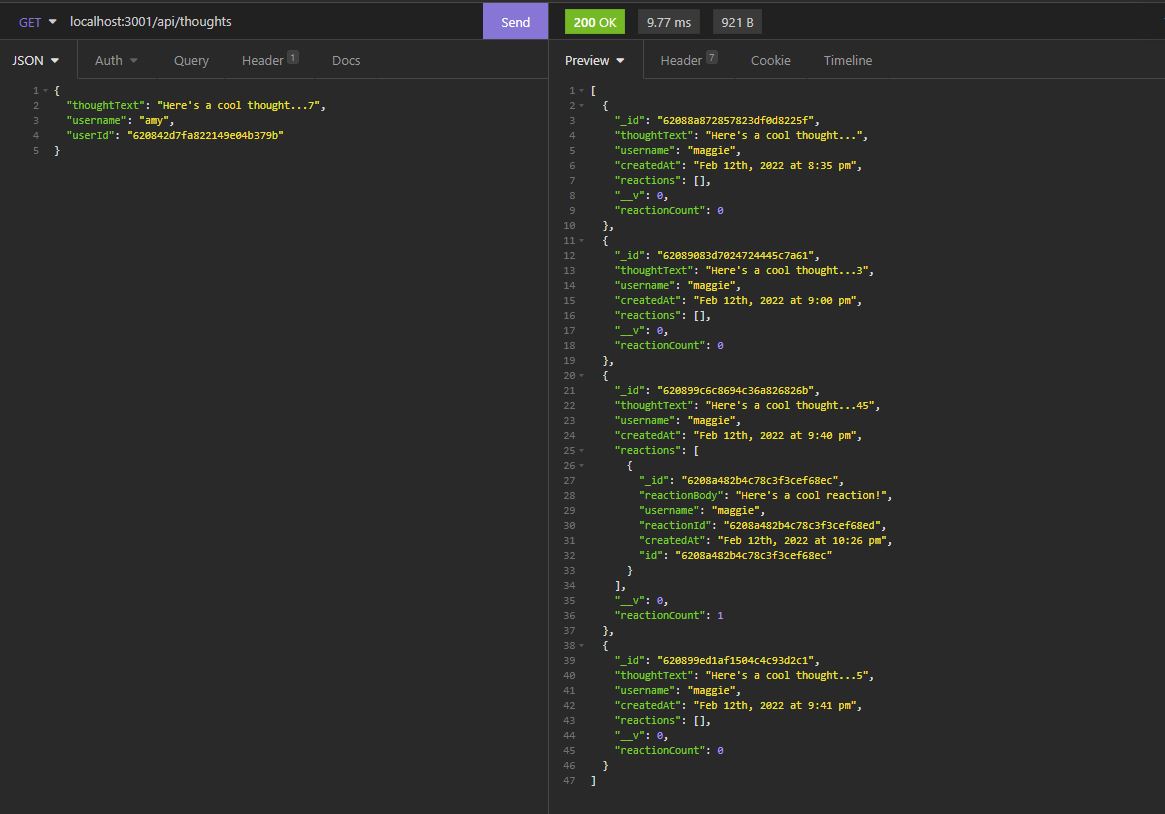 GET localhost:3001/api/thoughts Send 200 OK 9.77 ms 921 B
JSON Auth Query Header 1 Docs Preview Header 7 Cookie Timeline
1 {
2 "thoughtText": "Here's a cool thought...7",
3 "username": "amy",
4 "userId": "620842d7fa822149e04b379b"
5 }
1 [
2 {
3 "_id": "62088a872857823df0d8225f",
4 "thoughtText": "Here's a cool thought...",
5 "username": "maggie",
6 "createdAt": "Feb 12th, 2022 at 8:35 pm",
7 "reactions": [],
8 "__v": 0,
9 "reactionCount": 0
10 },
11 {
12 "_id": "62089083d7024724445c7a61",
13 "thoughtText": "Here's a cool thought...3",
14 "username": "maggie",
15 "createdAt": "Feb 12th, 2022 at 9:00 pm",
16 "reactions": [],
17 "__v": 0,
18 "reactionCount": 0
19 },
20 {
21 "_id": "620899c6c8694c36a826826b",
22 "thoughtText": "Here's a cool thought...45",
23 "username": "maggie",
24 "createdAt": "Feb 12th, 2022 at 9:40 pm",
25 "reactions": [
26 {
27 "_id": "6208a482b4c78c3f3cef68ec",
28 "reactionBody": "Here's a cool reaction!",
29 "username": "maggie",
30 "reactionId": "6208a482b4c78c3f3cef68ed",
31 "createdAt": "Feb 12th, 2022 at 10:26 pm",
32 "id": "6208a482b4c78c3f3cef68ec"
33 }
34 ],
35 "__v": 0,
36 "reactionCount": 1
37 },
38 {
39 "_id": "620899ed1af1504c4c93d2c1",
40 "thoughtText": "Here's a cool thought...5",
41 "username": "maggie",
42 "createdAt": "Feb 12th, 2022 at 9:41 pm",
43 "reactions": [],
44 "__v": 0,
45 "reactionCount": 0
46 }
47 ]